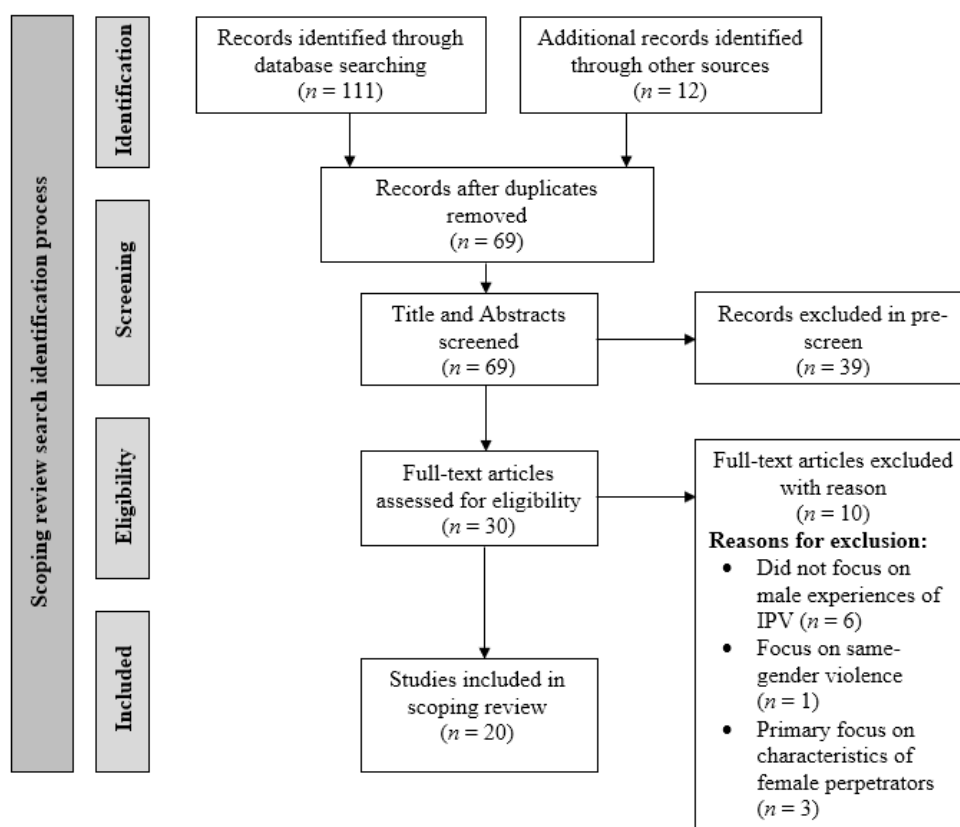 Scoping review search identification process
Identification
Records identified through
database searching
(n = 111)
Additional records identified
through other sources
(n = 12)
Records after duplicates
removed
(n = 69)
Screening
Title and Abstracts
screened
(n = 69)
Records excluded in pre-
screen
(n = 39)
Eligibility
Full-text articles
assessed for eligibility
(n = 30)
Full-text articles excluded
with reason
(n = 10)
Reasons for exclusion:
• Did not focus on
male experiences of
IPV (n = 6)
• Focus on same-
gender violence
(n = 1)
• Primary focus on
characteristics of
female perpetrators
(n = 3)
Included
Studies included in
scoping review
(n = 20)